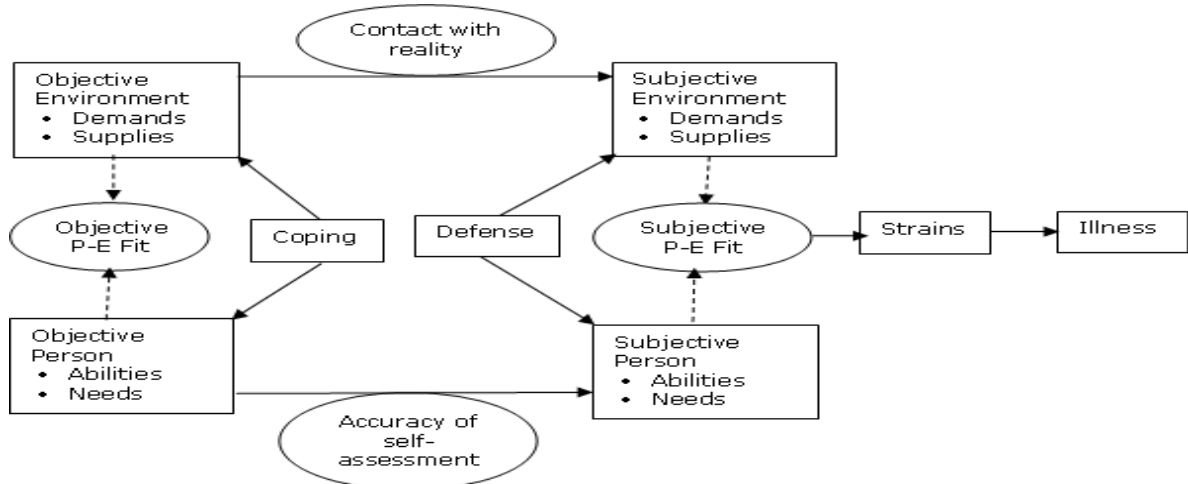 Contact with
reality
Objective
Environment
• Demands
• Supplies
Subjective
Environment
• Demands
• Supplies
Objective
P-E Fit
Coping
Defense
Subjective
P-E Fit
Strains
Illness
Objective
Person
• Abilities
• Needs
Subjective
Person
• Abilities
• Needs
Accuracy of
self-
assessment